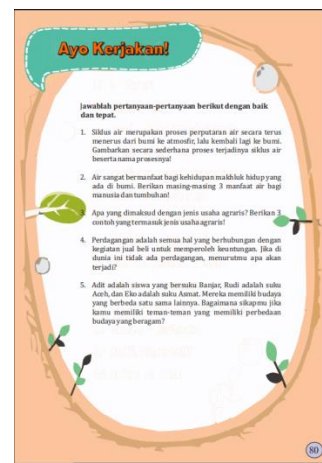 Ayo Kerjakan!
Jawablah pertanyaan-pertanyaan berikut dengan baik
dan tepat.
1. Siklus air merupakan proses perputaran air secara terus
menerus dari bumi ke atmosfir, lalu kembali lagi ke bumi.
Gambarkan secara sederhana proses terjadinya siklus air
beserta nama prosesnya!
2. Air sangat bermanfaat bagi kehidupan makhluk hidup yang
ada di bumi. Berikan masing-masing 3 manfaat air bagi
manusia dan tumbuhan!
3. Apa yang dimaksud dengan jenis usaha agraris? Berikan 3
contoh yang termasuk jenis usaha agraris!
4. Perdagangan adalah semua hal yang berhubungan dengan
kegiatan jual beli untuk memperoleh keuntungan. Jika di
dunia ini tidak ada perdagangan, menurutmu apa akan
terjadi?
5. Adit adalah siswa yang bersuku Banjar, Rudi adalah suku
Aceh, dan Eko adalah suku Asmat. Mereka memiliki budaya
yang berbeda satu sama lainnya. Bagaimana sikapmu jika
kamu memiliki teman-teman yang memiliki perbedaan
budaya yang beragam?
80